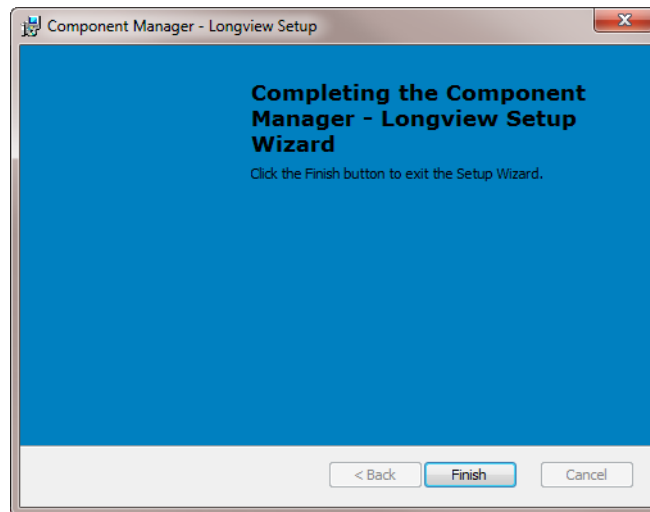 Component Manager - Longview Setup
Completing the Component
Manager - Longview Setup
Wizard
Click the Finish button to exit the Setup Wizard.
< Back
Finish
Cancel